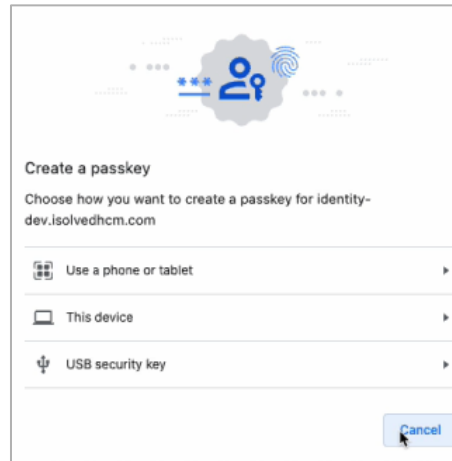 ***
Create a passkey
Choose how you want to create a passkey for identity-
dev.isolvedhcm.com
Use a phone or tablet
This device
USB security key
Cancel